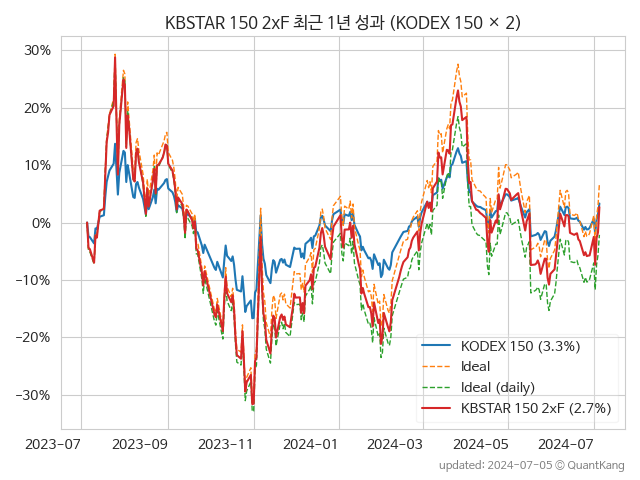 KBSTAR 150 2xF 최근 1년 성과 (KODEX 150 × 2)
30%
20%
10%
0%
−10%
−20%
−30%
KODEX 150 (3.3%)
Ideal
Ideal (daily)
KBSTAR 150 2xF (2.7%)
2023-07
2023-09
2023-11
2024-01
2024-03
2024-05
2024-07
updated: 2024-07-05 © QuantKang